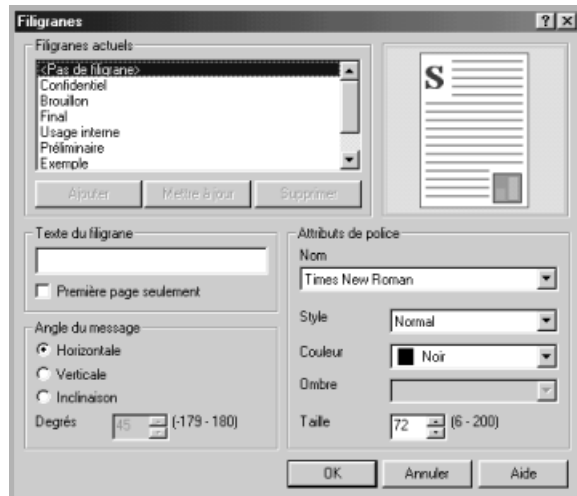 Filigranes
Filigranes actuels
<Pas de filigrane>
Confidentiel
Brouillon
Final
Usage interne
Préliminaire
Exemple
Ajouter Mettre à jour Supprimer
S
Texte du filigrane
Première page seulement
Angle du message
Horizontale
Verticale
Inclinaison
Degrés 45 (-179 - 180)
Attributs de police
Nom
Times New Roman
Style Normal
Couleur Noir
Ombre
Taille 72 (6 - 200)
OK Annuler Aide